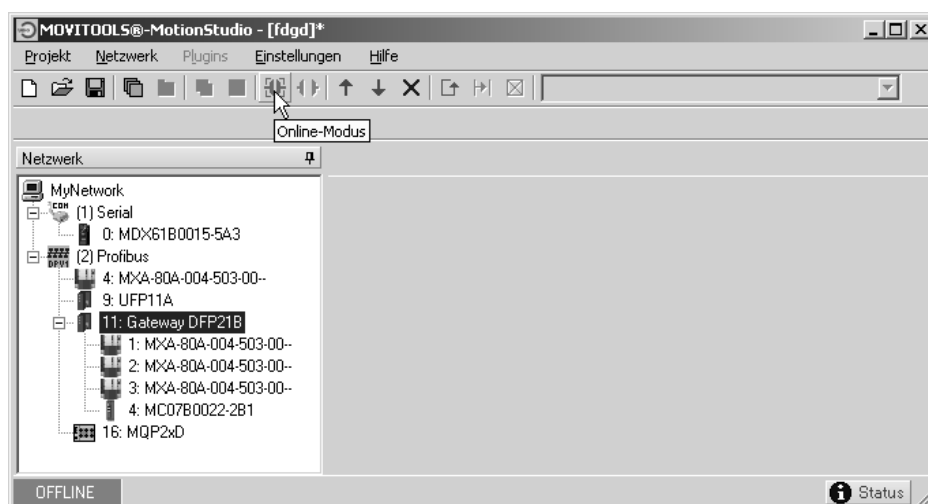 MOVITOOLS®-MotionStudio - [fdgd]*
Projekt Netzwerk Plugins Einstellungen Hilfe
Online-Modus
Netzwerk
MyNetwork
COM (1) Serial
0: MDX61B0015-5A3
DPV1 (2) Profibus
4: MXA-80A-004-503-00--
9: UFP11A
11: Gateway DFP21B
1: MXA-80A-004-503-00--
2: MXA-80A-004-503-00--
3: MXA-80A-004-503-00--
4: MC07B0022-2B1
16: MQP2xD
OFFLINE Status